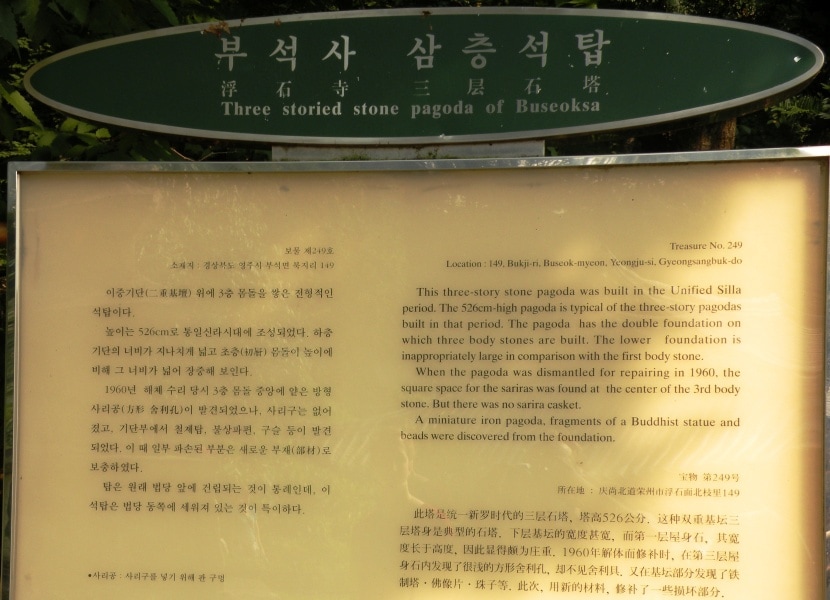 부석사 삼층석탑
浮石寺 三层石塔
Three storied stone pagoda of Buseoksa
보물 제249호
소재지 : 경상북도 영주시 부석면 북지리 149
이중기단(二重基壇) 위에 3층 몸돌을 쌓은 전형적인
석탑이다.
높이는 526cm로 통일신라시대에 조성되었다. 하층
기단의 너비가 지나치게 넓고 초층(初層) 몸돌이 높이에
비해 그 너비가 넓어 장중해 보인다.
1960년 해체 수리 당시 3층 몸돌 중앙에 얕은 방형
사리공(方形 舍利孔)이 발견되었으나, 사리구는 없어
졌고, 기단부에서 철제탑, 불상파편, 구슬 등이 발견
되었다. 이 때 일부 파손된 부분은 새로운 부재(部材)로
보충하였다.
탑은 원래 법당 앞에 건립되는 것이 통례인데, 이
석탑은 법당 동쪽에 세워져 있는 것이 특이하다.
•사리공 : 사리구를 넣기 위해 판 구멍
Treasure No. 249
Location : 149, Bukji-ri, Buseok-myeon, Yeongju-si, Gyeongsangbuk-do
This three-story stone pagoda was built in the Unified Silla
period. The 526cm-high pagoda is typical of the three-story pagodas
built in that period. The pagoda has the double foundation on
which three body stones are built. The lower foundation is
inappropriately large in comparison with the first body stone.
When the pagoda was dismantled for repairing in 1960, the
square space for the sariras was found at the center of the 3rd body
stone. But there was no sarira casket.
A miniature iron pagoda, fragments of a Buddhist statue and
beads were discovered from the foundation.
宝物 第249号
所在地 : 庆尚北道荣州市浮石面北枝里149
此塔是统一新罗时代的三层石塔，塔高526公分．这种双重基坛三
层塔身是典型的石塔．下层基坛的宽度甚宽，而第一层屋身石，其宽
度长于高度，因此显得颇为庄重．1960年解体而修补时，在第三层屋
身石内发现了很浅的方形舍利孔，却不见舍利具．又在基坛部分发现了铁
制塔·佛像片·珠子等．此次，用新的材料，修补了一些损坏部分．